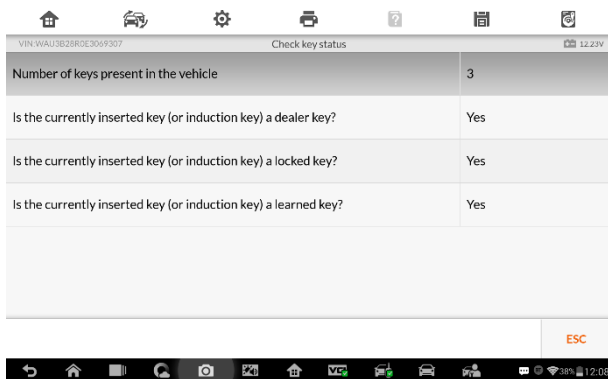 VIN:WAU3B28R0E3069307 Check key status 12.23V
Number of keys present in the vehicle 3
Is the currently inserted key (or induction key) a dealer key? Yes
Is the currently inserted key (or induction key) a locked key? Yes
Is the currently inserted key (or induction key) a learned key? Yes
ESC
38% 12:08